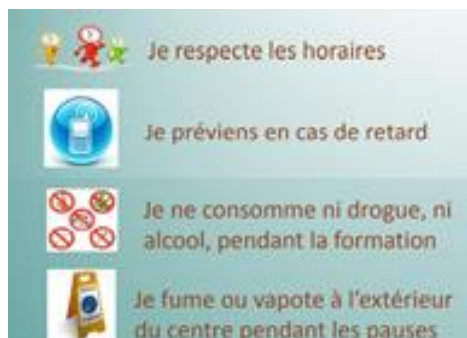 Je respecte les horaires
Je préviens en cas de retard
Je ne consomme ni drogue, ni
alcool, pendant la formation
Je fume ou vapote à l'extérieur
du centre pendant les pauses